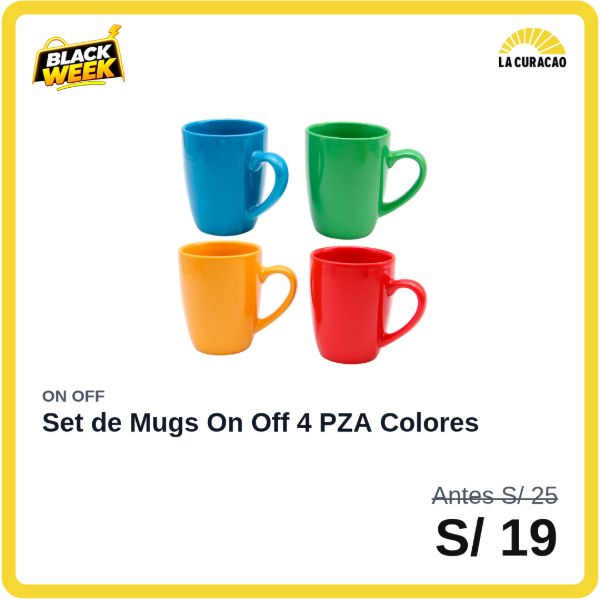 BLACK
WEEK
LA CURACAO
ON OFF
Set de Mugs On Off 4 PZA Colores
Antes S/ 25
S/ 19